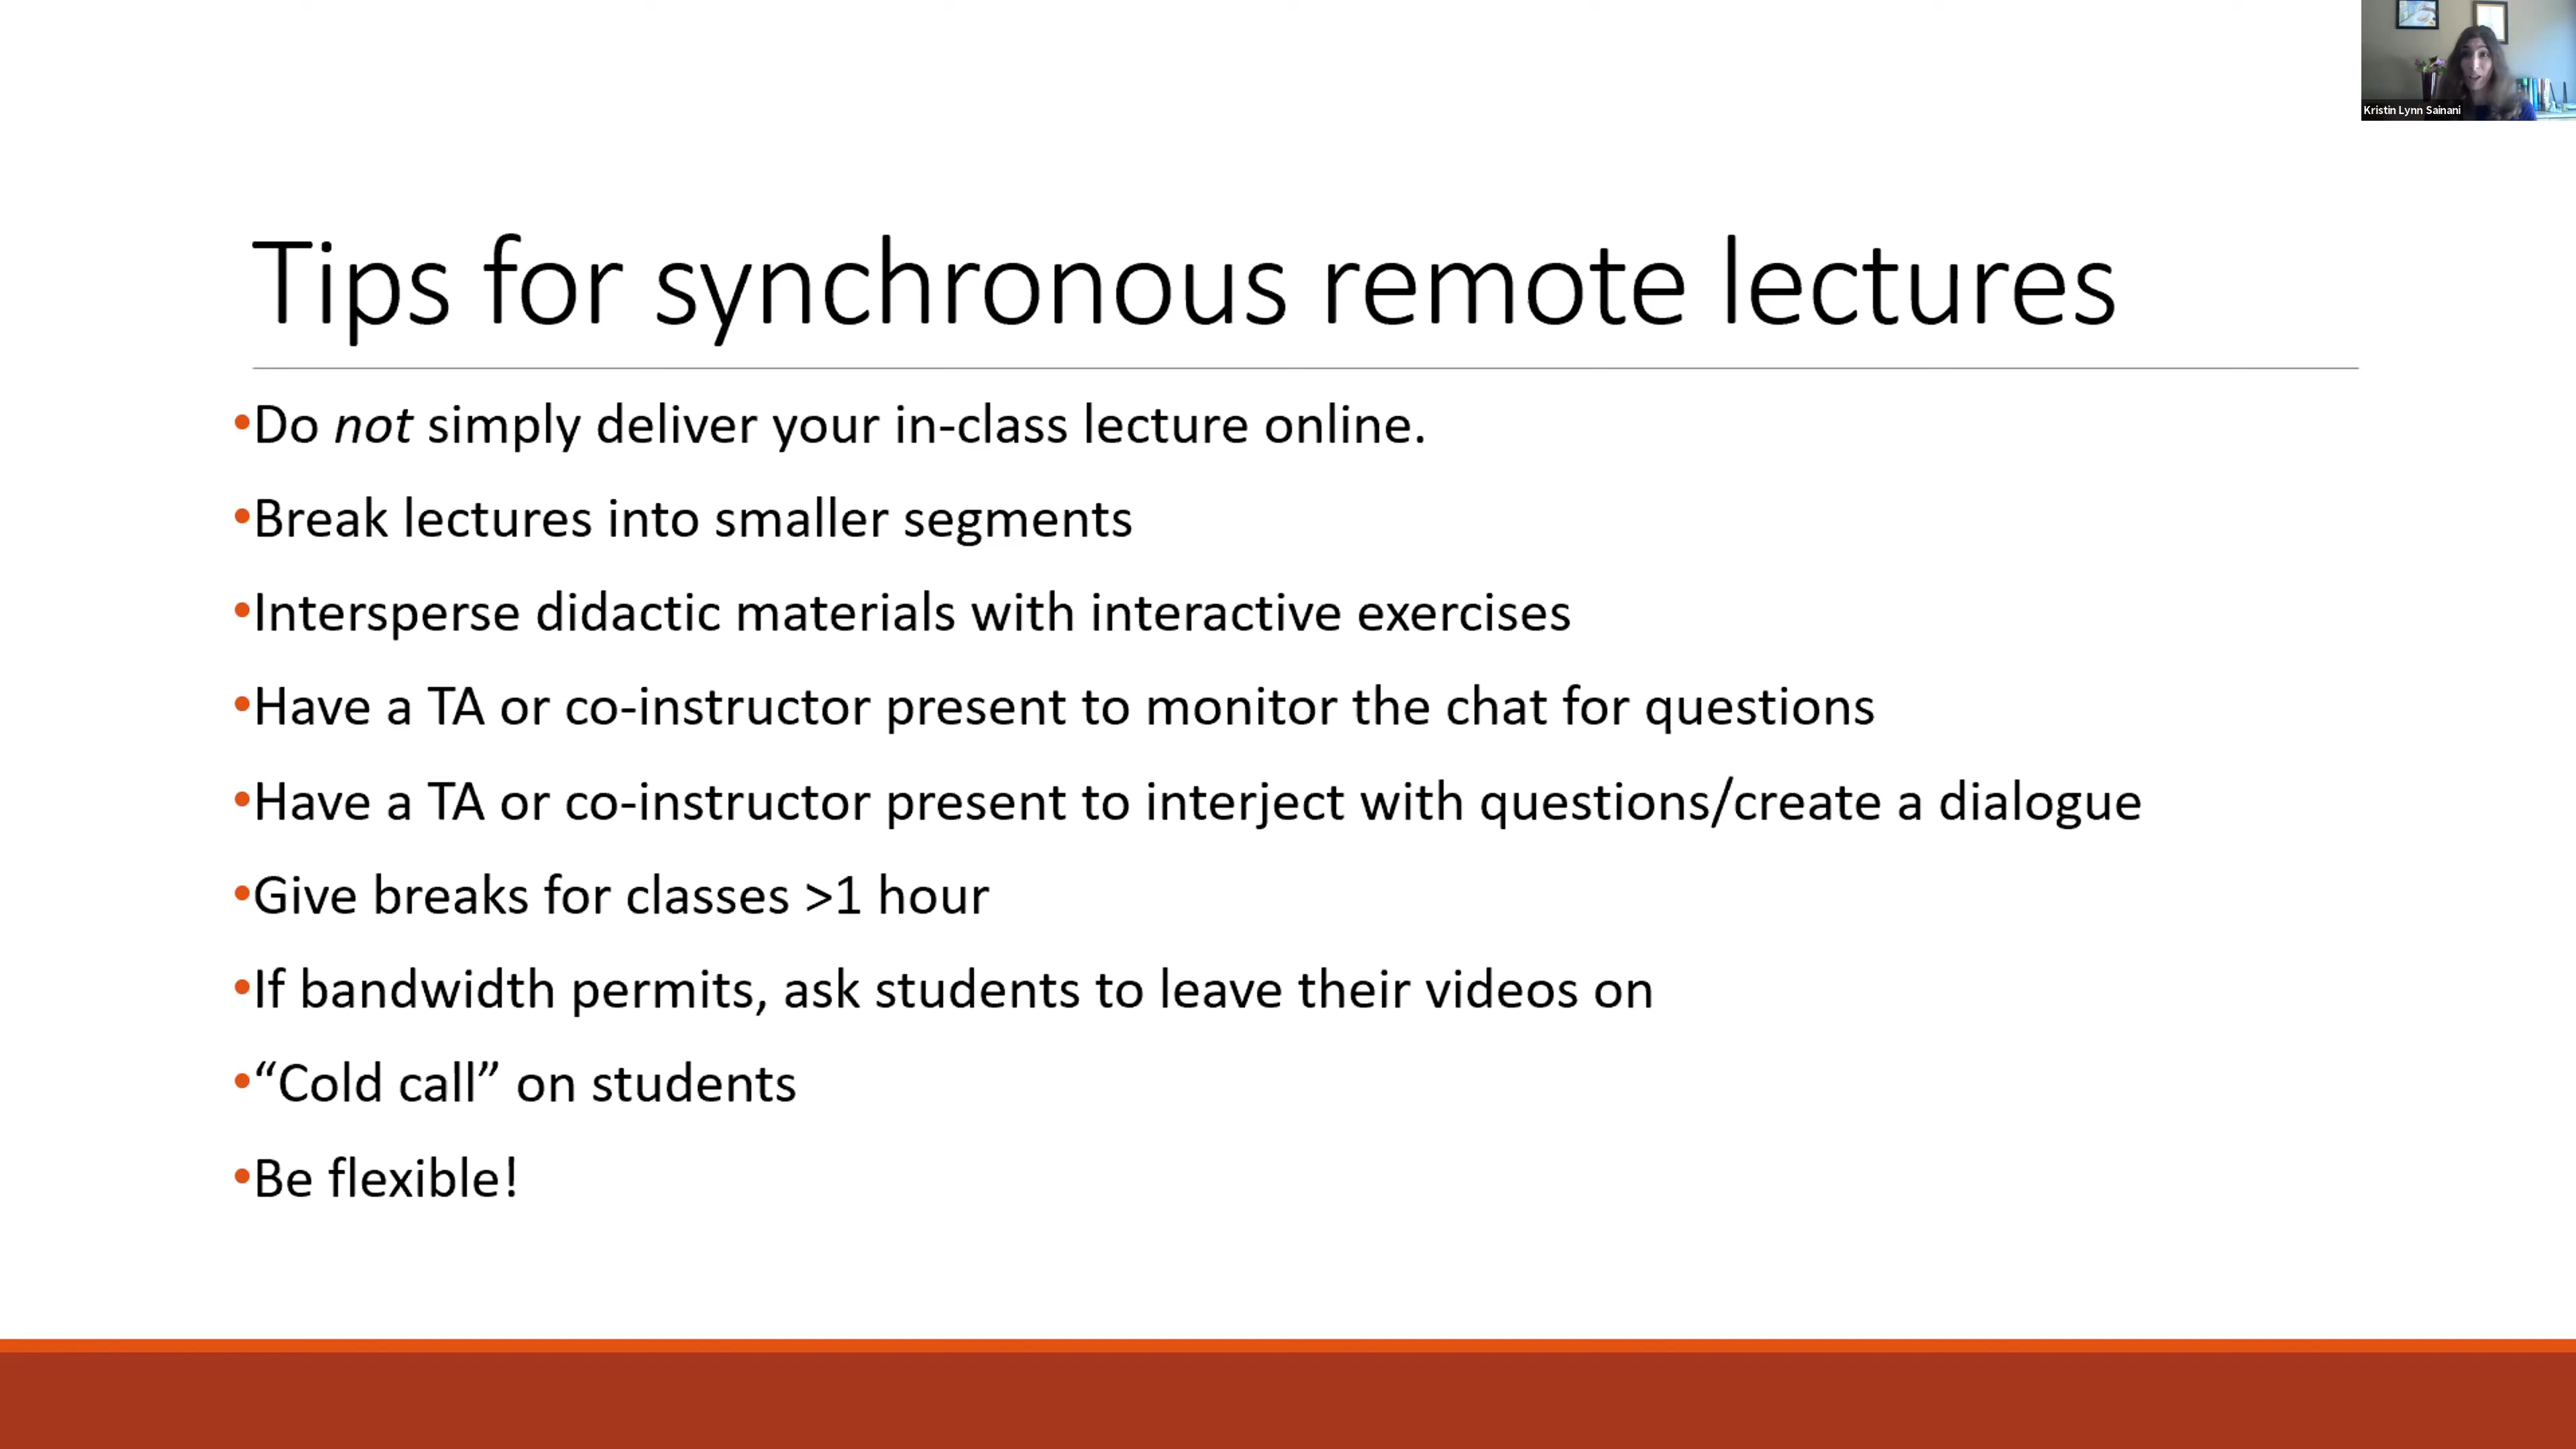 Kristin Lynn Sainani
Tips for synchronous remote lectures
•Do not simply deliver your in-class lecture online.
•Break lectures into smaller segments
•Intersperse didactic materials with interactive exercises
•Have a TA or co-instructor present to monitor the chat for questions
•Have a TA or co-instructor present to interject with questions/create a dialogue
•Give breaks for classes >1 hour
•If bandwidth permits, ask students to leave their videos on
•“Cold call” on students
•Be flexible!